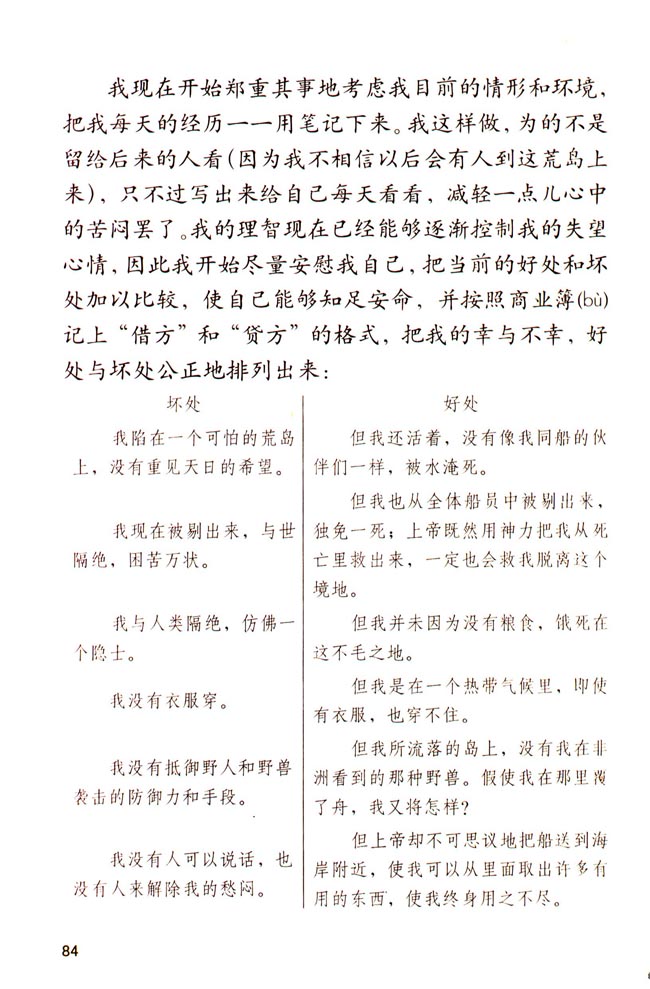 我现在开始郑重其事地考虑我目前的情形和环境，
把我每天的经历一一用笔记下来。我这样做，为的不是
留给后来的人看（因为我不相信以后会有人到这荒岛上
来），只不过写出来给自己每天看看，减轻一点儿心中
的苦闷罢了。我的理智现在已经能够逐渐控制我的失望
心情，因此我开始尽量安慰我自己，把当前的好处和坏
处加以比较，使自己能够知足安命，并按照商业簿(bù)
记上“借方”和“贷方”的格式，把我的幸与不幸，好
处与坏处公正地排列出来：
坏处
我陷在一个可怕的荒岛
上，没有重见天日的希望。
我现在被剔出来，与世
隔绝，困苦万状。
我与人类隔绝，仿佛一
个隐士。
我没有衣服穿。
我没有抵御野人和野兽
袭击的防御力和手段。
我没有人可以说话，也
没有人来解除我的愁闷。
好处
但我还活着，没有像我同船的伙
伴们一样，被水淹死。
但我也从全体船员中被剔出来，
独免一死；上帝既然用神力把我从死
亡里救出来，一定也会救我脱离这个
境地。
但我并未因为没有粮食，饿死在
这不毛之地。
但我是在一个热带气候里，即使
有衣服，也穿不住。
但我所流落的岛上，没有我在非
洲看到的那种野兽。假使我在那里覆
了舟，我又将怎样？
但上帝却不可思议地把船送到海
岸附近，使我可以从里面取出许多有
用的东西，使我终身用之不尽。
84